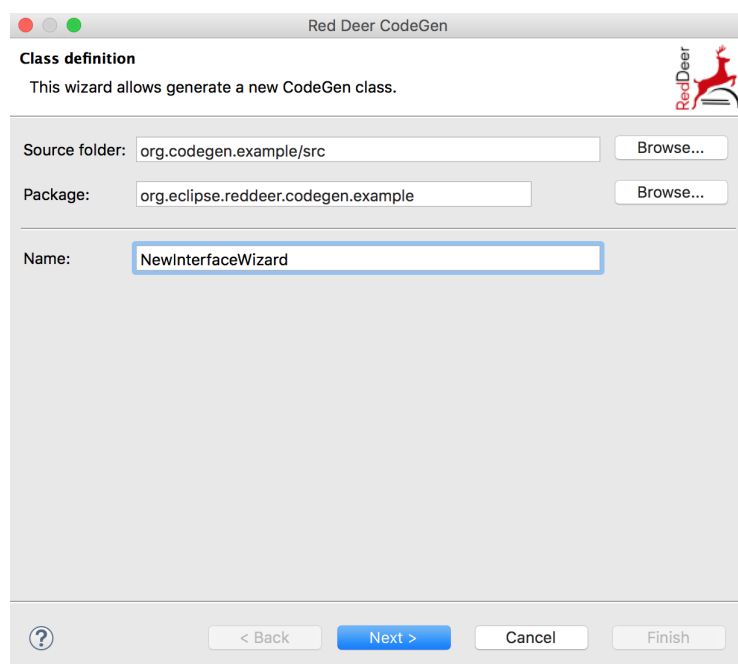 Red Deer CodeGen
Class definition
This wizard allows generate a new CodeGen class.
RedDeer
Source folder: org.codegen.example/src Browse...
Package: org.eclipse.reddeer.codegen.example Browse...
Name: NewInterfaceWizard
? < Back Next > Cancel Finish